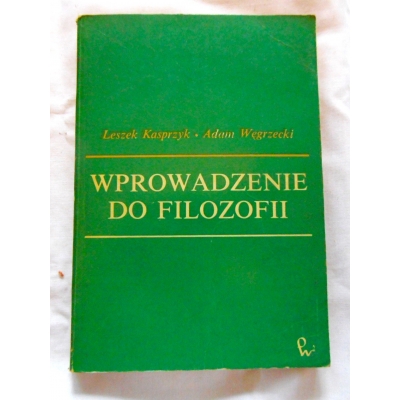 Leszek Kasprzyk • Adam Węgrzecki
WPROWADZENIE
DO FILOZOFII